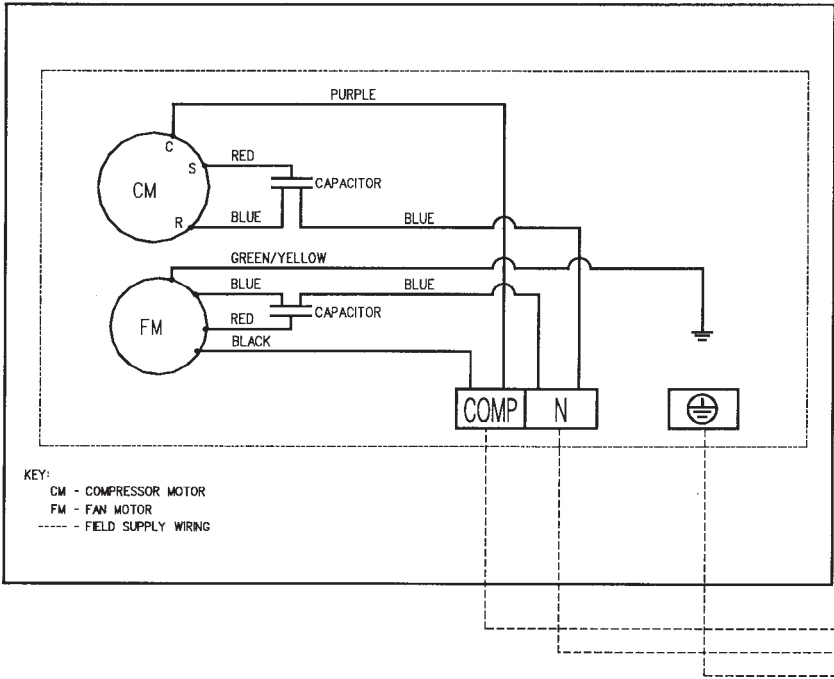 PURPLE
C
S
RED
CM
CAPACITOR
R
BLUE
BLUE
GREEN/YELLOW
BLUE
BLUE
CAPACITOR
RED
FM
BLACK
COMP
N
KEY:
CM - COMPRESSOR MOTOR
FM - FAN MOTOR
----- - FIELD SUPPLY WIRING